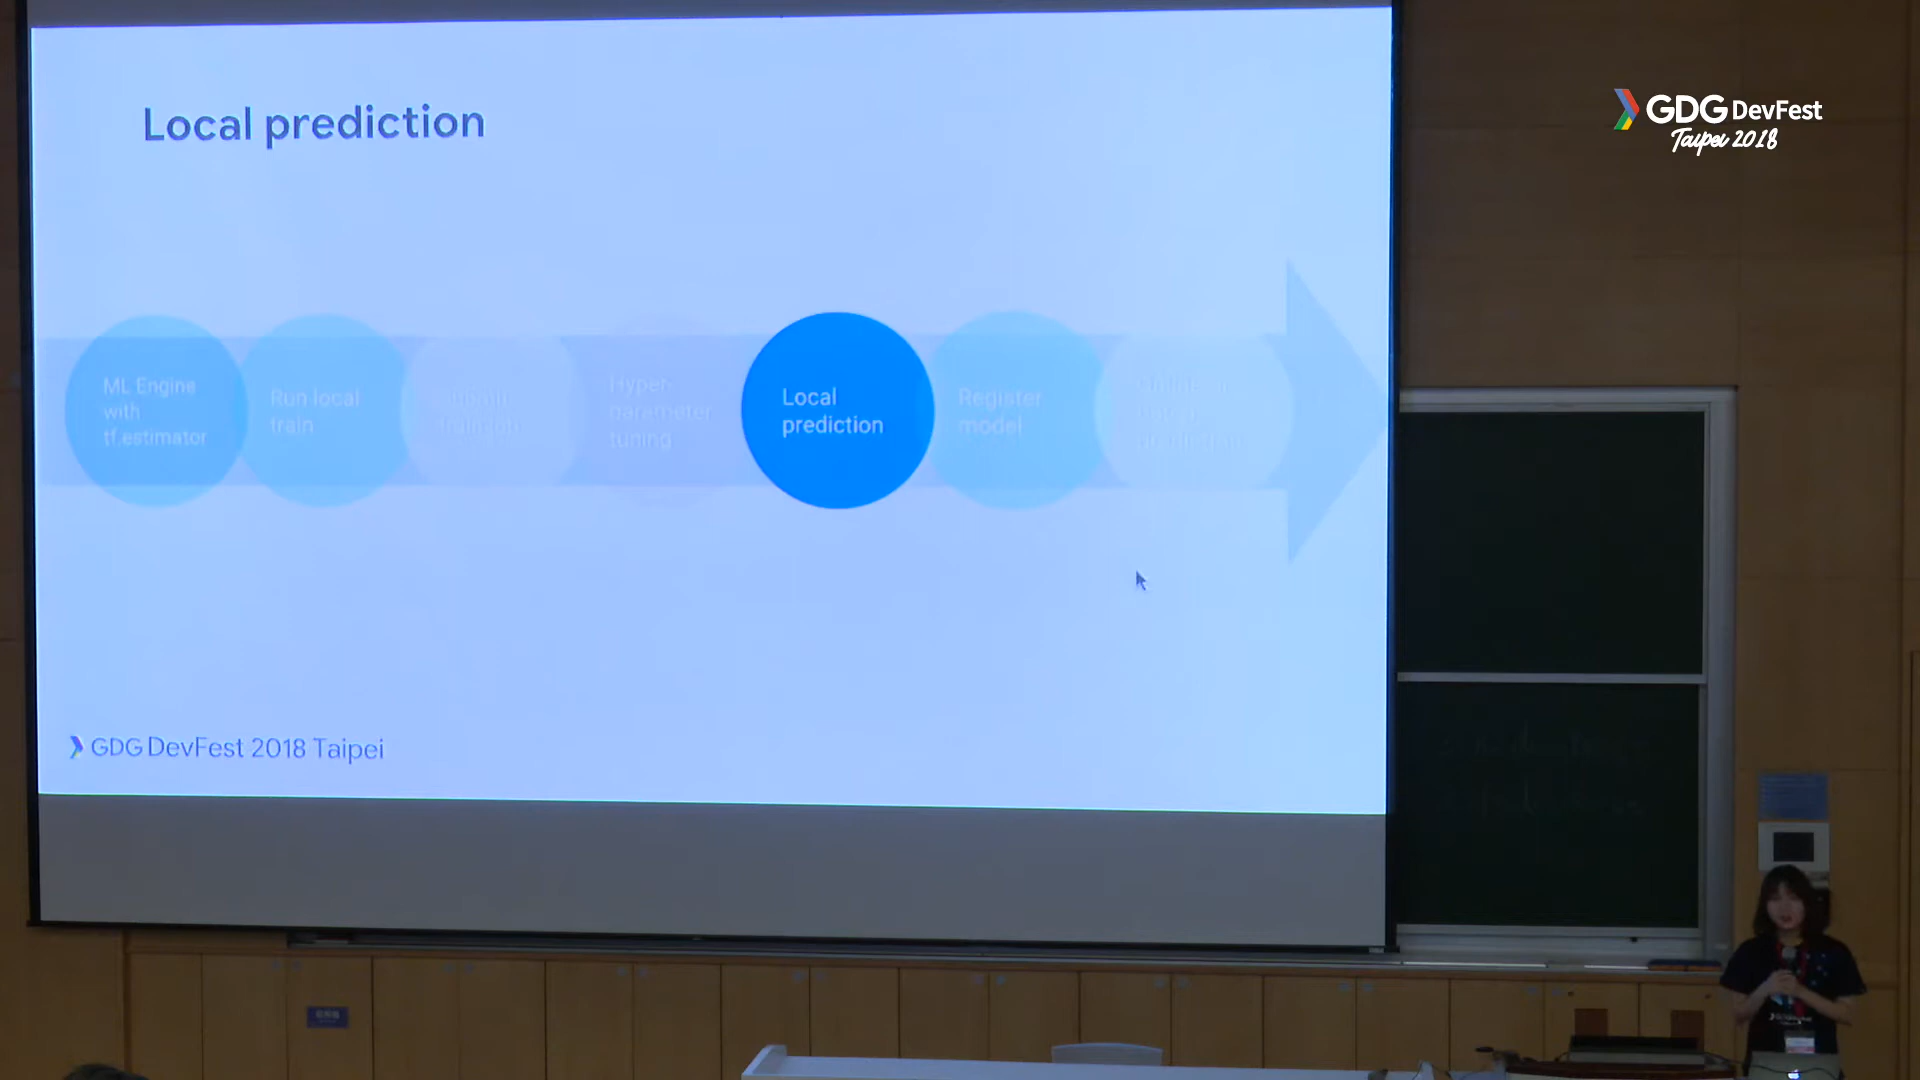 Local prediction
ML Engine
with
tf.estimator
Run local
train
Hyper-
parameter
tuning
Local
prediction
Register
model
prediction
GDG DevFest 2018 Taipei
GDG DevFest
Taipei 2018